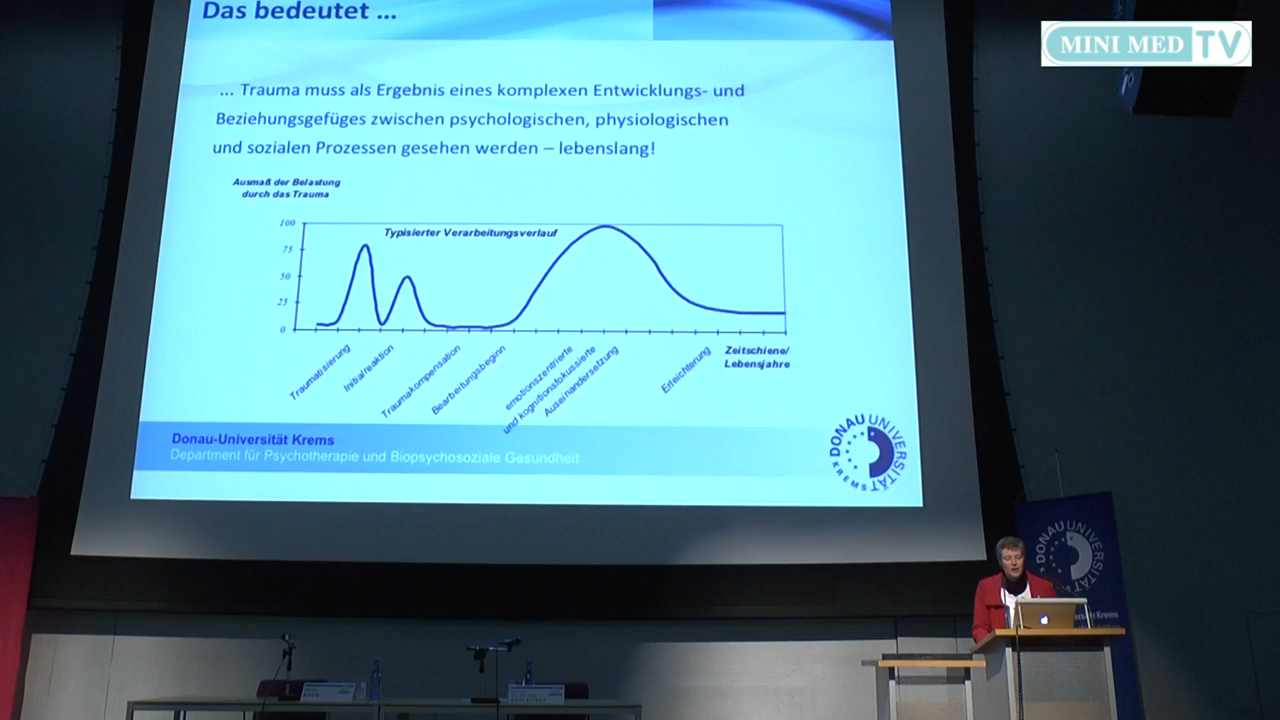 Das bedeutet ...
MINI MED TV
... Trauma muss als Ergebnis eines komplexen Entwicklungs- und
Beziehungsgefüges zwischen psychologischen, physiologischen
und sozialen Prozessen gesehen werden – lebenslang!
Ausmaß der Belastung
durch das Trauma
Typisierter Verarbeitungsverlauf
100
75
50
25
0
Traumatisierung
Initialreaktion
Traumakompensation
Bearbeitungsbeginn
emotionszentrierte
und kognitionsfokussierte
Auseinandersetzung
Erleichterung
Zeitschiene/
Lebensjahre
Donau-Universität Krems
Department für Psychotherapie und Biopsychosoziale Gesundheit
DONAU UNIVERSITÄT KREMS
DONAU UNIVERSITÄT
Krems